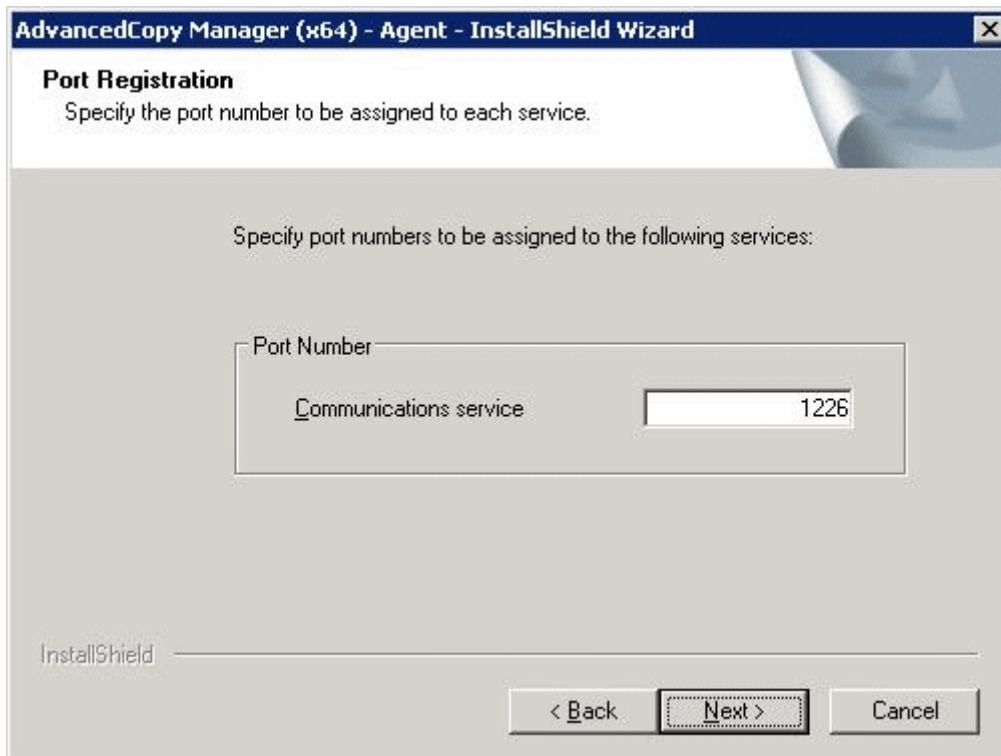 AdvancedCopy Manager (x64) - Agent - InstallShield Wizard
Port Registration
Specify the port number to be assigned to each service.
Specify port numbers to be assigned to the following services:
Port Number
Communications service 1226
InstallShield
< Back Next > Cancel